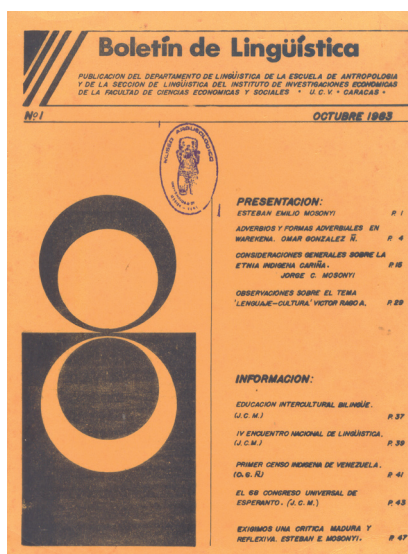 Boletín de Lingüística
PUBLICACION DEL DEPARTAMENTO DE LINGÜISTICA DE LA ESCUELA DE ANTROPOLOGIA
Y DE LA SECCION DE LINGÜISTICA DEL INSTITUTO DE INVESTIGACIONES ECONOMICAS
DE LA FACULTAD DE CIENCIAS ECONOMICAS Y SOCIALES • U.C.V. • CARACAS •
Nº1 OCTUBRE 1983
MUSEO ARQUEOLOGICO
PRESENTACION:
ESTEBAN EMILIO MOSONYI P. 1
ADVERBIOS Y FORMAS ADVERBIALES EN
WAREKENA. OMAR GONZALEZ Ñ. P. 4
CONSIDERACIONES GENERALES SOBRE LA
ETNIA INDIGENA CARIÑA. P. 15
JORGE C. MOSONYI
OBSERVACIONES SOBRE EL TEMA
'LENGUAJE-CULTURA' VICTOR RAGO A. P. 29
INFORMACION:
EDUCACION INTERCULTURAL BILINGÜE.
(J.C.M.) P. 37
IV ENCUENTRO NACIONAL DE LINGÜISTICA.
(J.C.M.) P. 39
PRIMER CENSO INDIGENA DE VENEZUELA.
(O.G.Ñ) P. 41
EL 68 CONGRESO UNIVERSAL DE
ESPERANTO. (J.C.M.) P. 43
EXIGIMOS UNA CRITICA MADURA Y
REFLEXIVA. ESTEBAN E. MOSONYI. P. 47